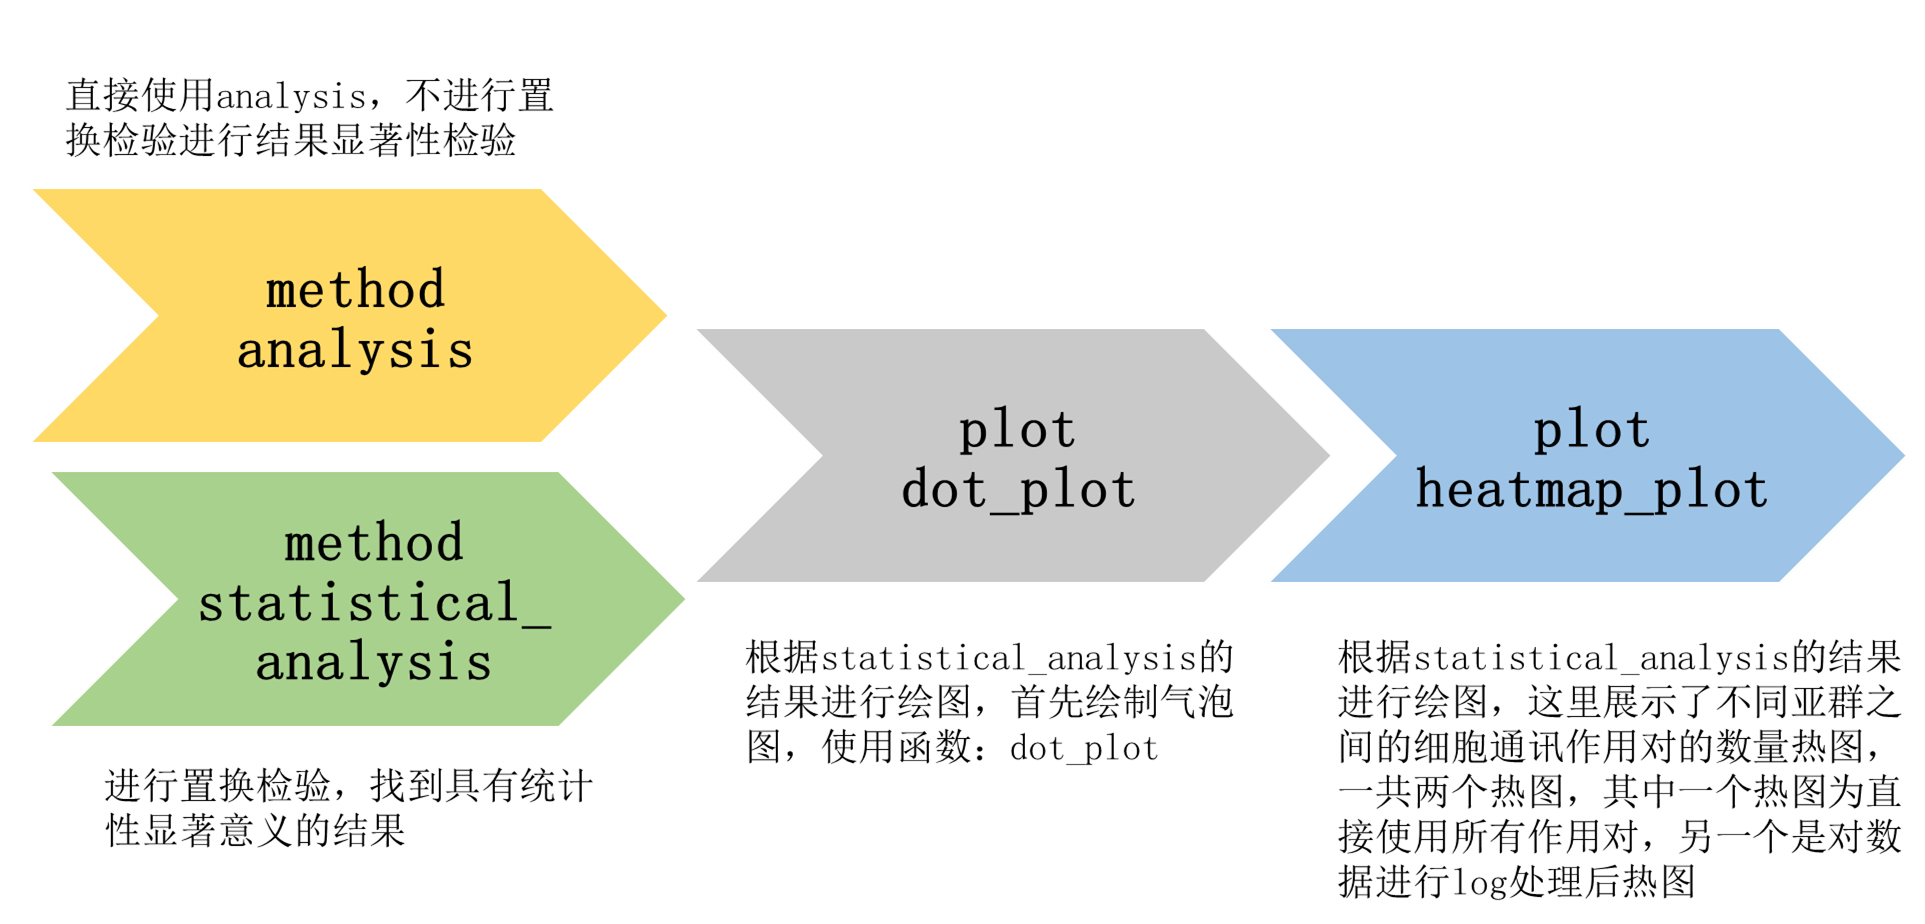 直接使用analysis，不进行置
换检验进行结果显著性检验
method
analysis
method
statistical_
analysis
进行置换检验，找到具有统计
性显著意义的结果
plot
dot_plot
根据statistical_analysis的
结果进行绘图，首先绘制气泡
图，使用函数：dot_plot
plot
heatmap_plot
根据statistical_analysis的结果
进行绘图，这里展示了不同亚群之
间的细胞通讯作用对的数量热图，
一共两个热图，其中一个热图为直
接使用所有作用对，另一个是对数
据进行log处理后热图